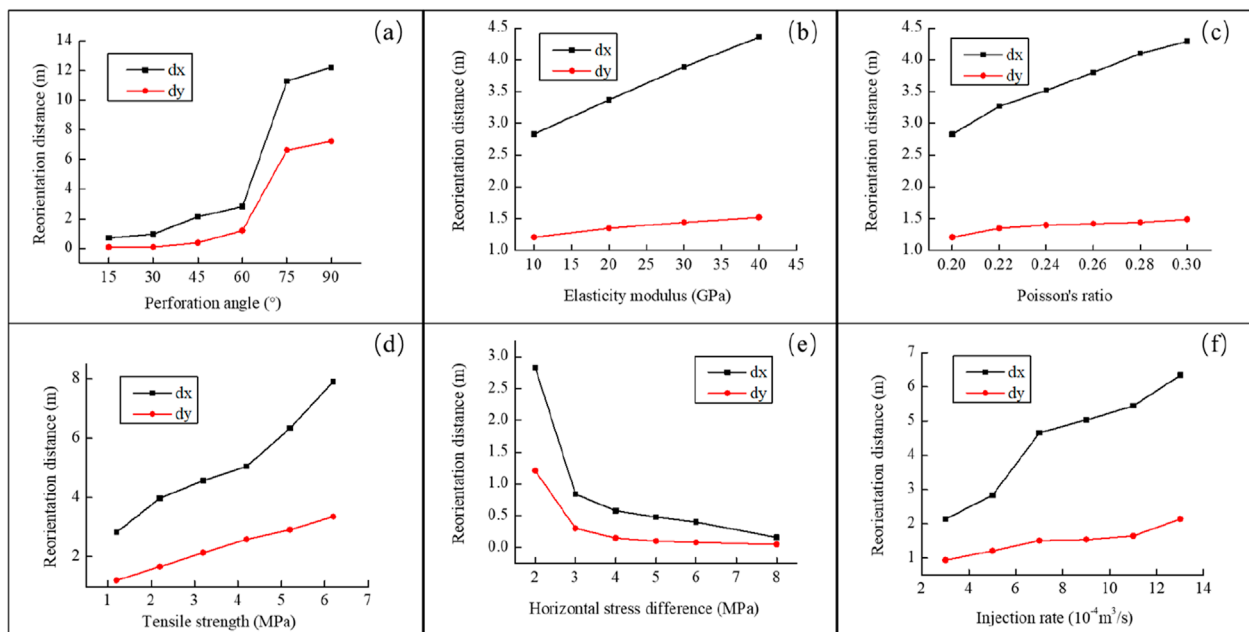 (a)
dx
dy
Reorientation distance (m)
14
12
10
8
6
4
2
0
15 30 45 60 75 90
Perforation angle (°)
(b)
dx
dy
Reorientation distance (m)
4.5
4.0
3.5
3.0
2.5
2.0
1.5
1.0
10 15 20 25 30 35 40 45
Elasticity modulus (GPa)
(c)
dx
dy
Reorientation distance (m)
4.5
4.0
3.5
3.0
2.5
2.0
1.5
1.0
0.20 0.22 0.24 0.26 0.28 0.30
Poisson's ratio
(d)
dx
dy
Reorientation distance (m)
8
6
4
2
1 2 3 4 5 6 7
Tensile strength (MPa)
(e)
dx
dy
Reorientation distance (m)
3.0
2.5
2.0
1.5
1.0
0.5
0.0
2 3 4 5 6 7 8
Horizontal stress difference (MPa)
(f)
dx
dy
Reorientation distance (m)
7
6
5
4
3
2
1
2 4 6 8 10 12 14
Injection rate (10⁻⁴m³/s)